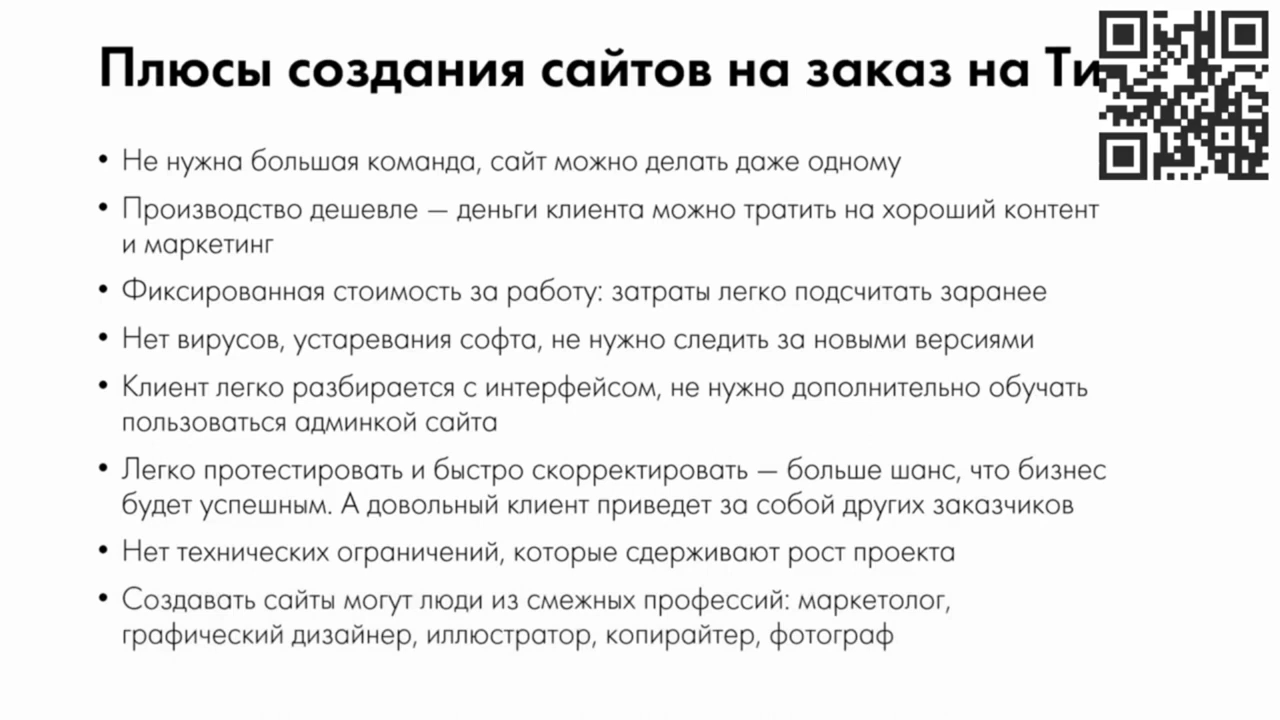 Плюсы создания сайтов на заказ на Ти
• Не нужна большая команда, сайт можно делать даже одному
• Производство дешевле — деньги клиента можно тратить на хороший контент
и маркетинг
• Фиксированная стоимость за работу: затраты легко подсчитать заранее
• Нет вирусов, устаревания софта, не нужно следить за новыми версиями
• Клиент легко разбирается с интерфейсом, не нужно дополнительно обучать
пользоваться админкой сайта
• Легко протестировать и быстро скорректировать — больше шанс, что бизнес
будет успешным. А довольный клиент приведет за собой других заказчиков
• Нет технических ограничений, которые сдерживают рост проекта
• Создавать сайты могут люди из смежных профессий: маркетолог,
графический дизайнер, иллюстратор, копирайтер, фотограф